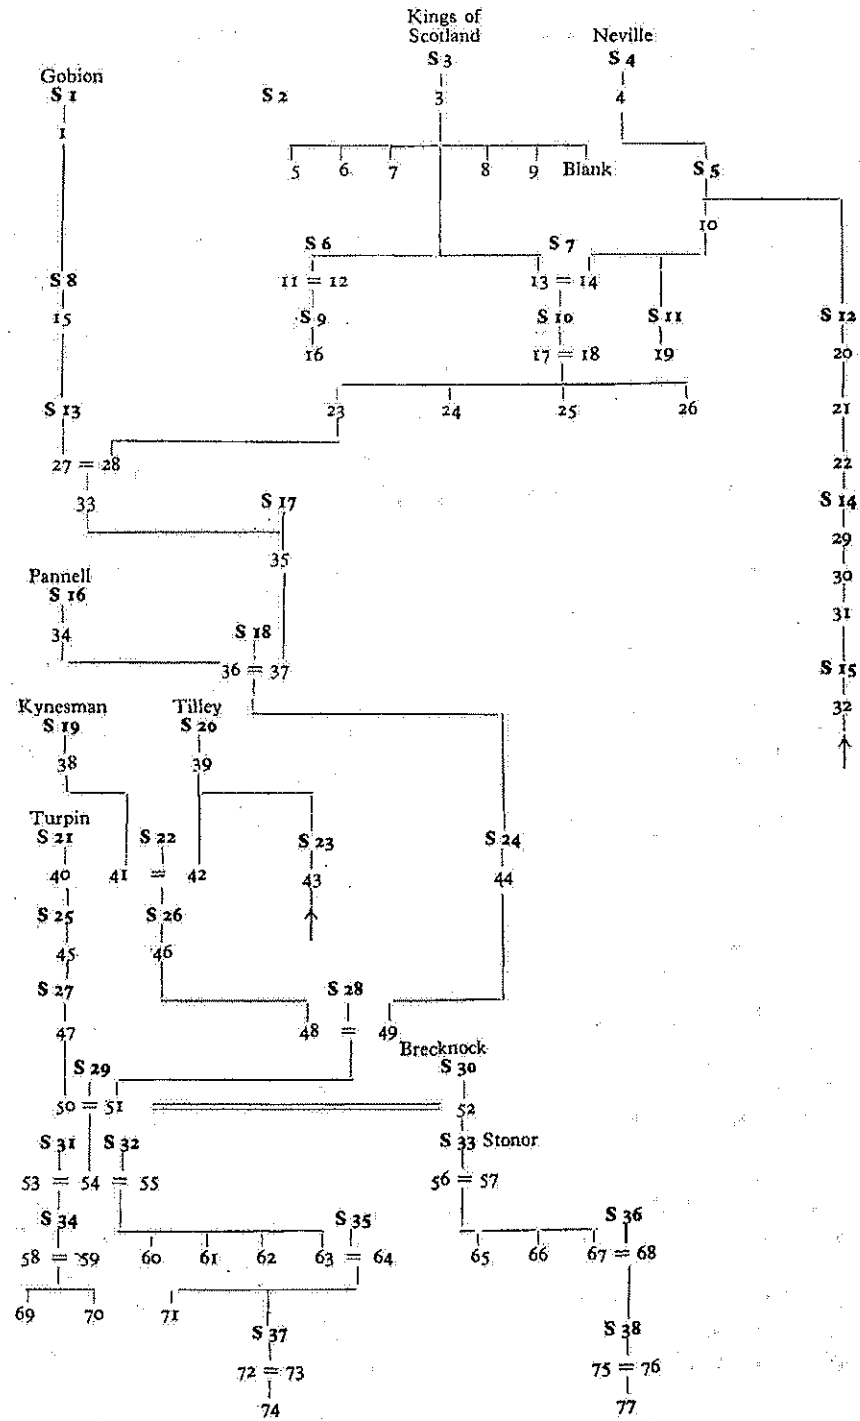 Kings of
Scotland Neville
S 3 S 4
Gobion
S 1 S 2 3 4
1
5 6 7 8 9 Blank S 5
10
S 6 S 7
S 8 11 = 12 13 = 14
15 S 9 S 10 S 11 S 12
16 17 = 18 19 20
S 13 23 24 25 26 21
27 = 28 22
33 S 17 S 14
29
35
Pannell 30
S 16
34 S 18 31
36 = 37 S 15
Kynesman Tilley 32
S 19 S 20
38 39
Turpin
S 21 S 22 S 23 S 24
40 41 = 42 43 44
S 25 S 26
45 46
S 27 S 28
47 48 = 49
Brecknock
S 29 S 30
50 = 51 52
S 31 S 32 S 33 Stonor
53 = 54 = 55 56 = 57
S 34 S 35 S 36
58 = 59 60 61 62 63 = 64 65 66 67 = 68
69 70 71
S 37 S 38
72 = 73 75 = 76
74 77